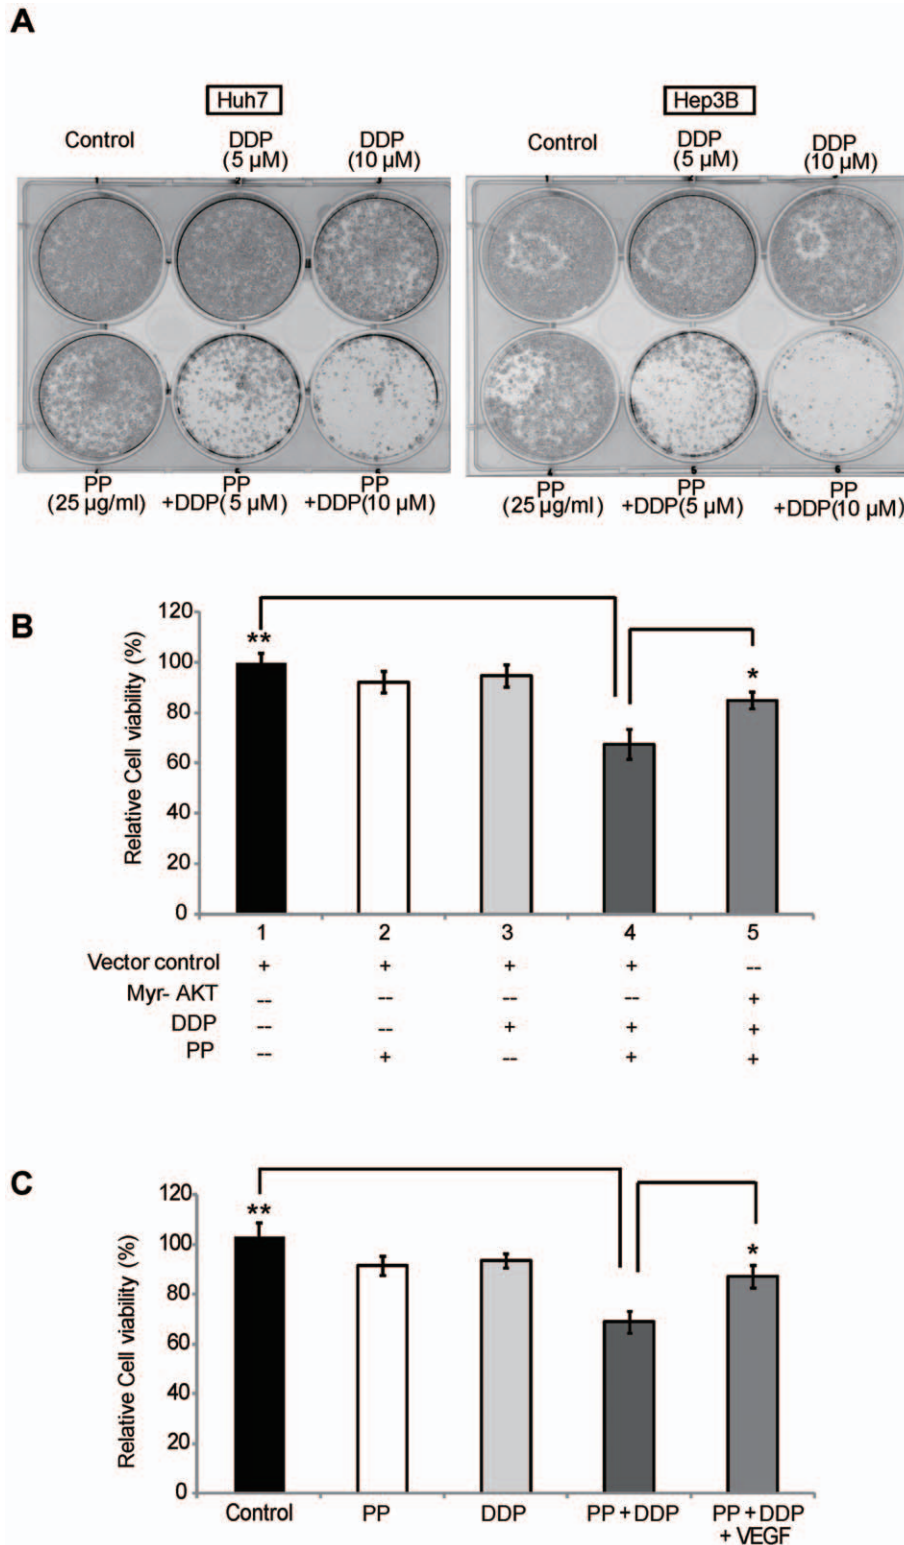 A
Huh7
Hep3B
Control
DDP
(5 µM)
DDP
(10 µM)
Control
DDP
(5 µM)
DDP
(10 µM)
PP
(25 µg/ml)
PP
+DDP(5 µM)
PP
+DDP(10 µM)
PP
(25 µg/ml)
PP
+DDP(5 µM)
PP
+DDP(10 µM)
B
Relative Cell viability (%)
120
100
80
60
40
20
0
**
*
1 2 3 4 5
Vector control + + + + --
Myr- AKT -- -- -- -- +
DDP -- -- + + +
PP -- + -- + +
C
Relative Cell viability (%)
120
100
80
60
40
20
0
**
*
Control PP DDP PP + DDP PP + DDP
+ VEGF